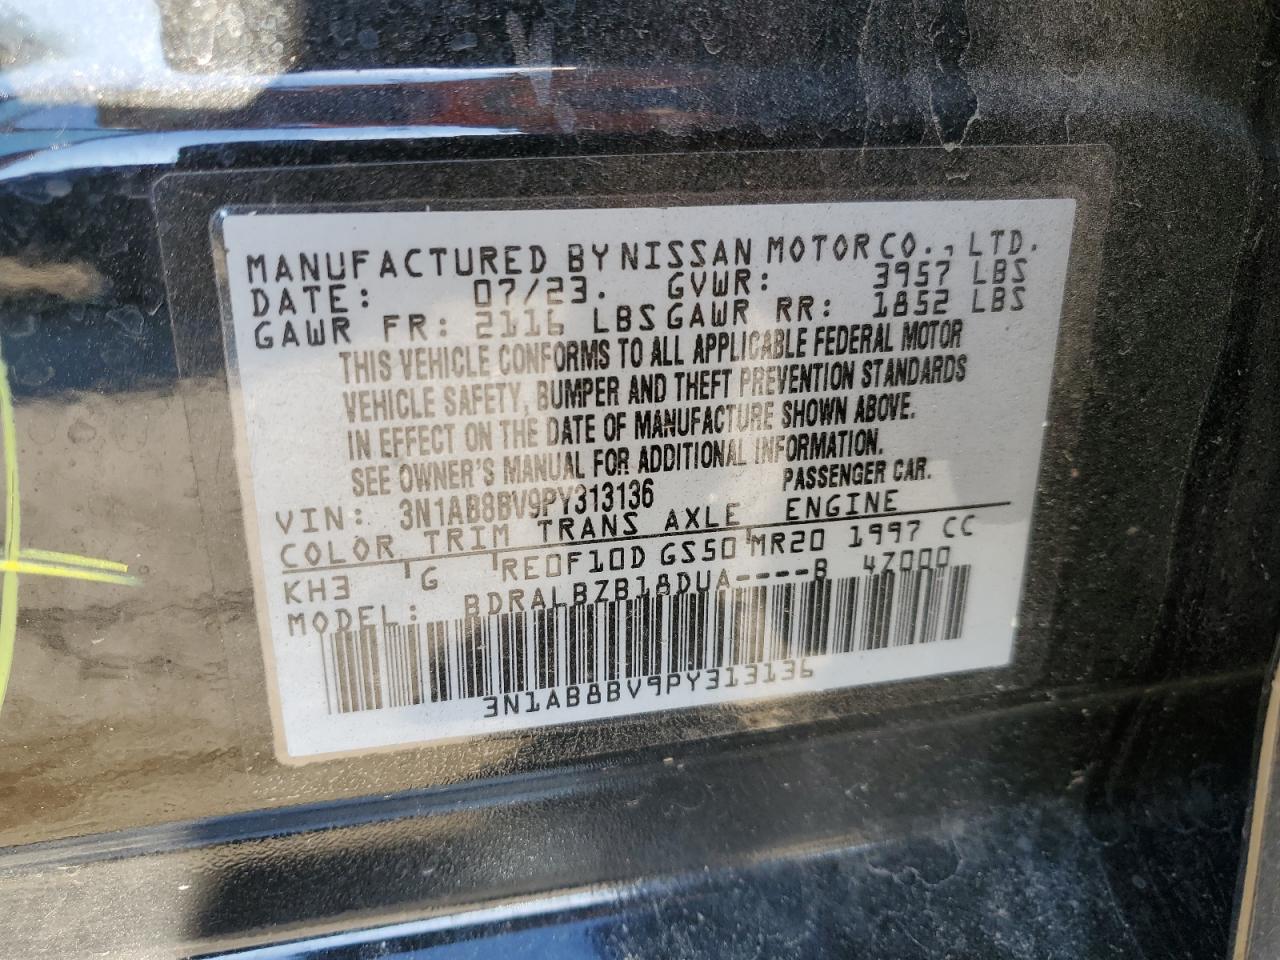 MANUFACTURED BY NISSAN MOTOR CO., LTD.
DATE: 07/23. GVWR: 3957 LBS
GAWR FR: 2116 LBS GAWR RR: 1852 LBS
THIS VEHICLE CONFORMS TO ALL APPLICABLE FEDERAL MOTOR
VEHICLE SAFETY, BUMPER AND THEFT PREVENTION STANDARDS
IN EFFECT ON THE DATE OF MANUFACTURE SHOWN ABOVE.
SEE OWNER'S MANUAL FOR ADDITIONAL INFORMATION.
VIN: 3N1AB8BV9PY313136 PASSENGER CAR.
COLOR TRIM TRANS AXLE ENGINE
KH3 G RE0F10D GS50 MR20 1997 CC
MODEL: BDRALBZB18DUA----B 4Z000
3N1AB8BV9PY313136